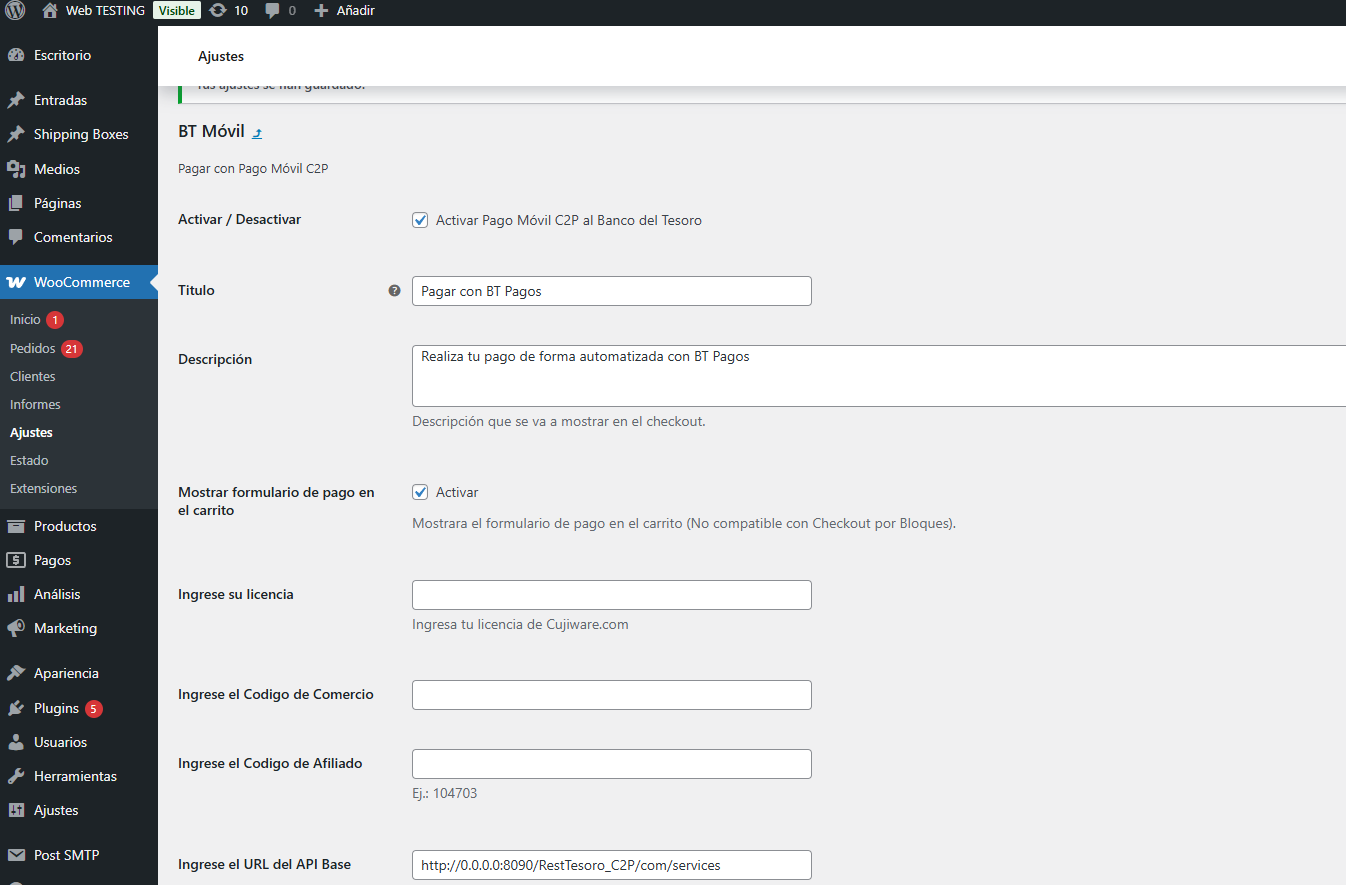 Web TESTING Visible 10 0 Añadir
Escritorio
Entradas
Shipping Boxes
Medios
Páginas
Comentarios
WooCommerce
Inicio 1
Pedidos 21
Clientes
Informes
Ajustes
Estado
Extensiones
Productos
Pagos
Análisis
Marketing
Apariencia
Plugins 5
Usuarios
Herramientas
Ajustes
Post SMTP
Ajustes
Tus ajustes se han guardado.
BT Móvil
Pagar con Pago Móvil C2P
Activar / Desactivar
Activar Pago Móvil C2P al Banco del Tesoro
Titulo
Pagar con BT Pagos
Descripción
Realiza tu pago de forma automatizada con BT Pagos
Descripción que se va a mostrar en el checkout.
Mostrar formulario de pago en
el carrito
Activar
Mostrara el formulario de pago en el carrito (No compatible con Checkout por Bloques).
Ingrese su licencia
Ingresa tu licencia de Cujiware.com
Ingrese el Codigo de Comercio
Ingrese el Codigo de Afiliado
Ej.: 104703
Ingrese el URL del API Base
http://0.0.0.0:8090/RestTesoro_C2P/com/services